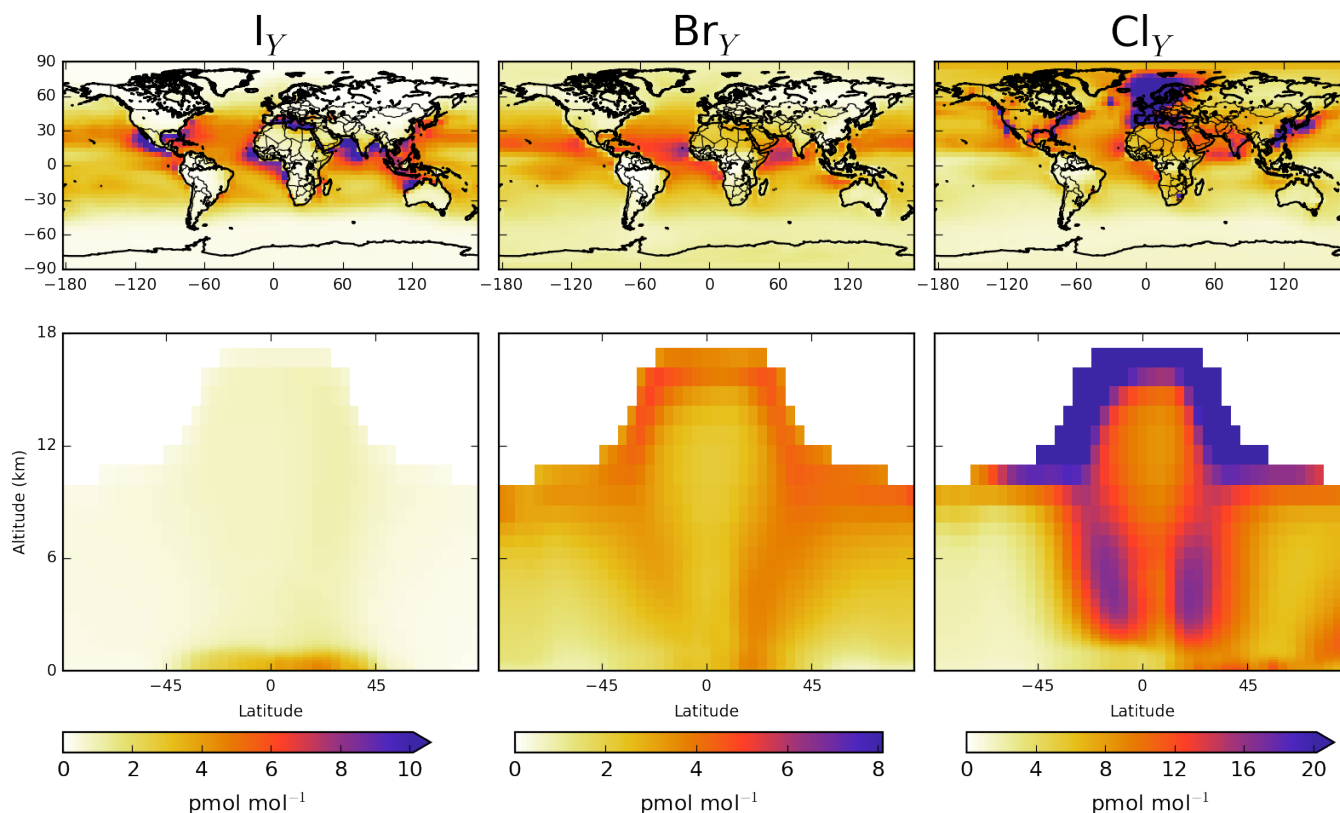 I_Y Br_Y Cl_Y
90
60
30
0
−30
−60
−90
−180 −120 −60 0 60 120 −180 −120 −60 0 60 120 −180 −120 −60 0 60 120
18
12
6
0
Altitude (km)
−45 0 45 −45 0 45 −45 0 45
Latitude Latitude Latitude
0 2 4 6 8 10 0 2 4 6 8 0 4 8 12 16 20
pmol mol⁻¹ pmol mol⁻¹ pmol mol⁻¹